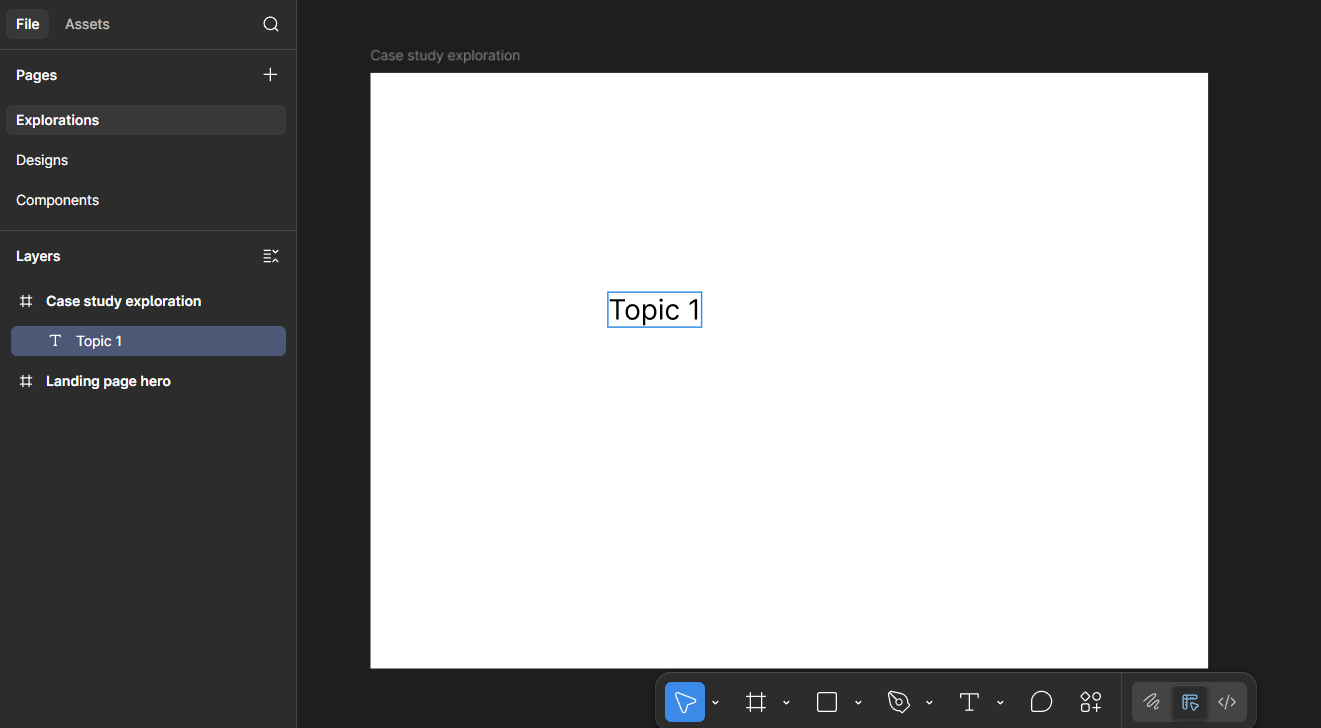 File
Assets
Pages
Explorations
Designs
Components
Layers
Case study exploration
Topic 1
Landing page hero
Case study exploration
Topic 1